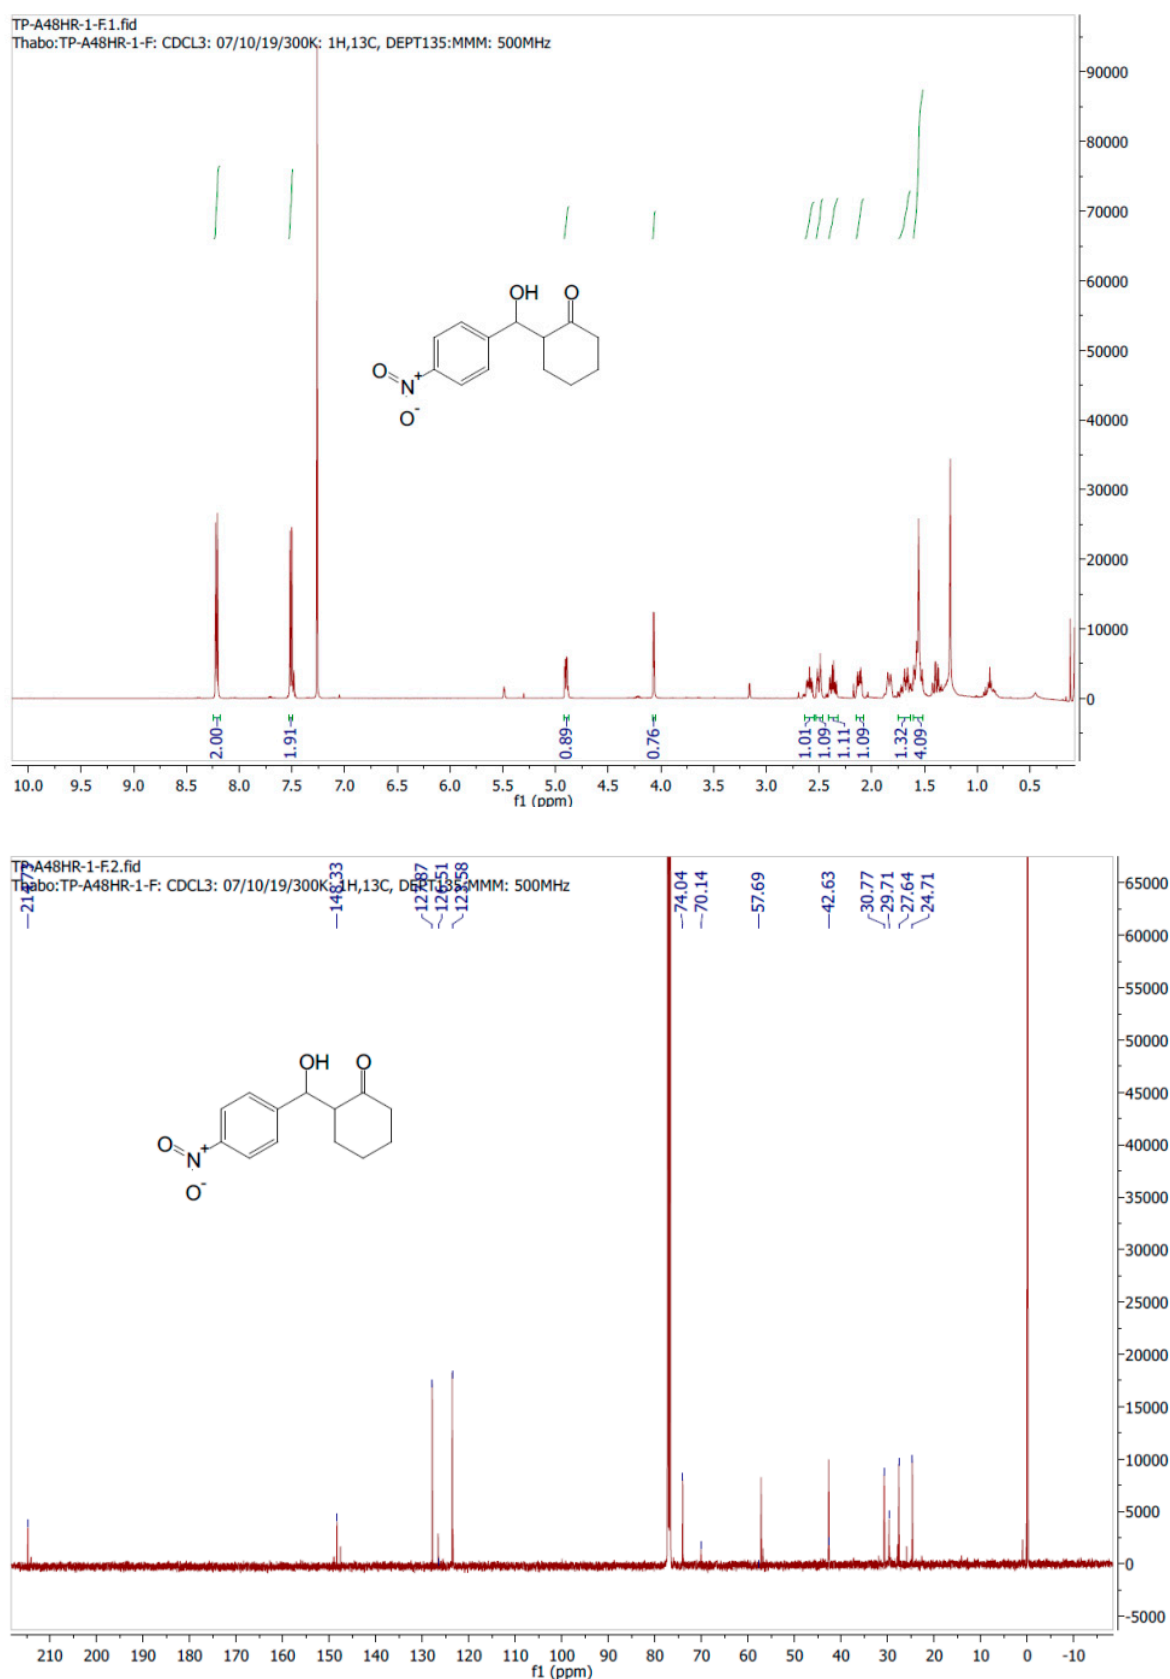 TP-A48HR-1-F.1.fid
Thabo:TP-A48HR-1-F: CDCL3: 07/10/19/300K: 1H,13C, DEPT135:MMM: 500MHz
90000
80000
70000
60000
50000
40000
30000
20000
10000
0
OH O
O N+
O-
2.00 1.91 0.89 0.76 1.01 1.09 1.11 1.09 1.32 4.09
10.0 9.5 9.0 8.5 8.0 7.5 7.0 6.5 6.0 5.5 5.0 4.5 4.0 3.5 3.0 2.5 2.0 1.5 1.0 0.5
f1 (ppm)
TP-A48HR-1-F.2.fid
Thabo:TP-A48HR-1-F: CDCL3: 07/10/19/300K: 1H,13C, DEPT135:MMM: 500MHz
214.73 148.33 127.87 126.51 123.58 74.04 70.14 57.69 42.63 30.77 29.71 27.64 24.71
65000
60000
55000
50000
45000
40000
35000
30000
25000
20000
15000
10000
5000
0
-5000
OH O
O N+
O-
210 200 190 180 170 160 150 140 130 120 110 100 90 80 70 60 50 40 30 20 10 0 -10
f1 (ppm)